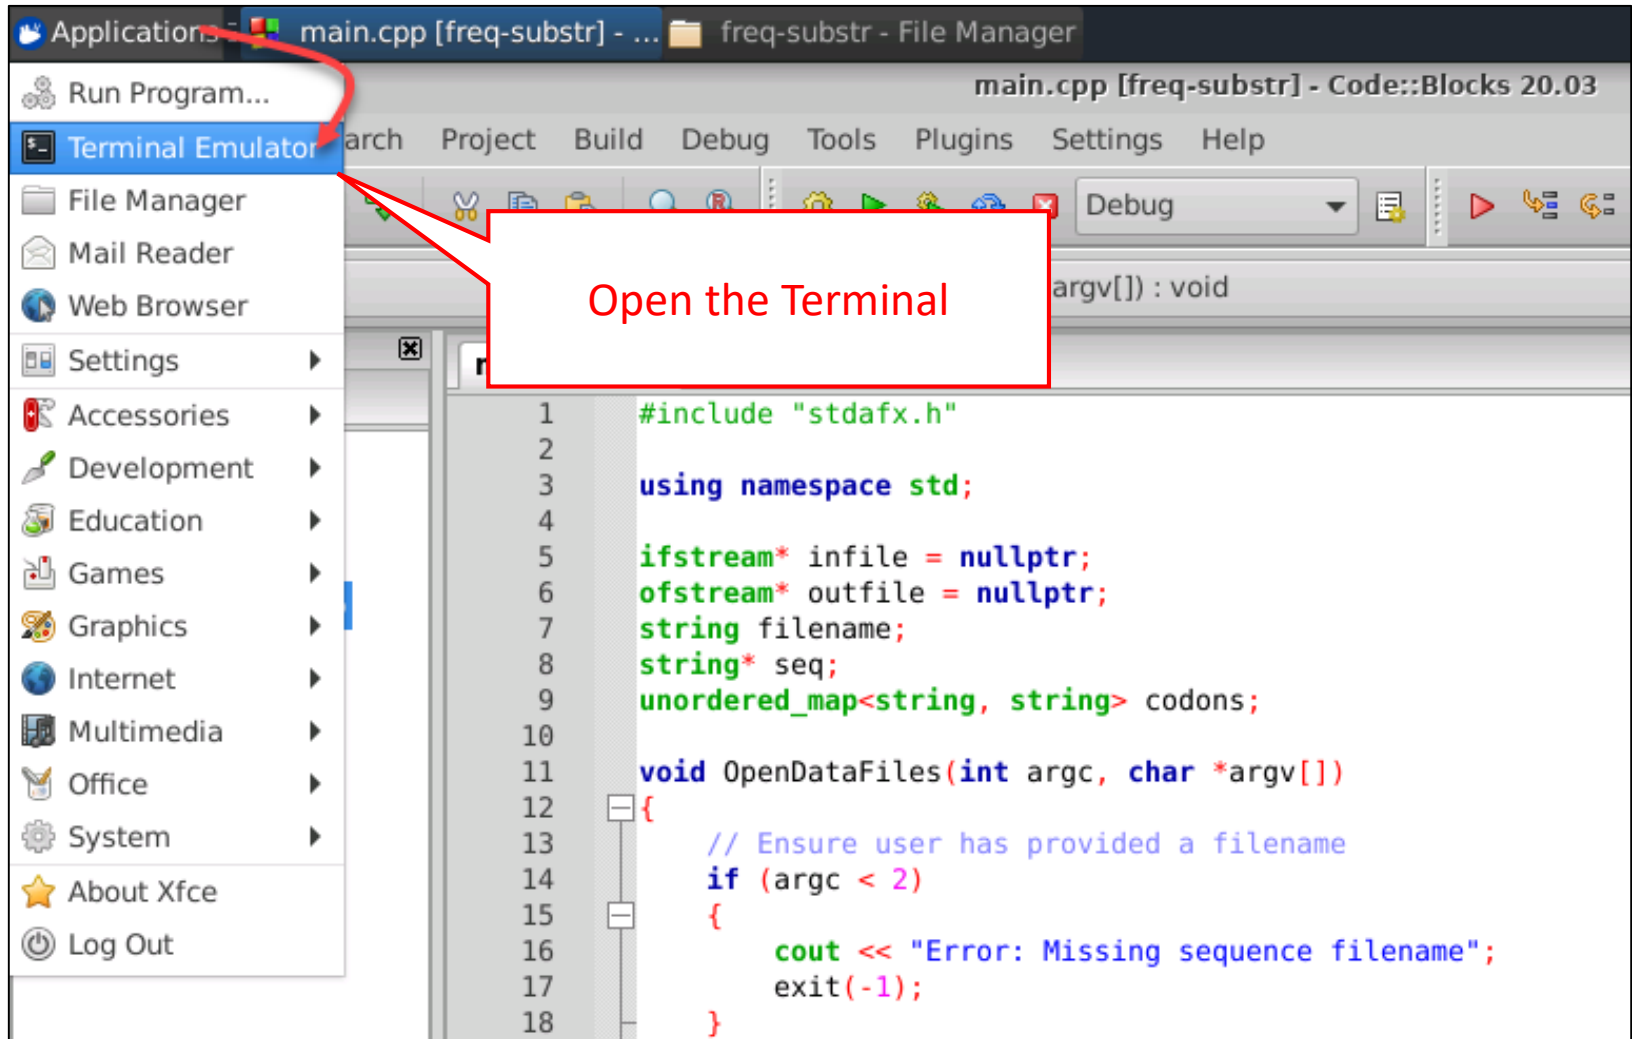 Applications
main.cpp [freq-substr] - ...
freq-substr - File Manager
main.cpp [freq-substr] - Code::Blocks 20.03
Run Program...
Terminal Emulator
File Manager
Mail Reader
Web Browser
Settings
Accessories
Development
Education
Games
Graphics
Internet
Multimedia
Office
System
About Xfce
Log Out
arch Project Build Debug Tools Plugins Settings Help
Debug
Open the Terminal
argv[]) : void
1 #include "stdafx.h"
2
3 using namespace std;
4
5 ifstream* infile = nullptr;
6 ofstream* outfile = nullptr;
7 string filename;
8 string* seq;
9 unordered_map<string, string> codons;
10
11 void OpenDataFiles(int argc, char *argv[])
12 {
13 // Ensure user has provided a filename
14 if (argc < 2)
15 {
16 cout << "Error: Missing sequence filename";
17 exit(-1);
18 }